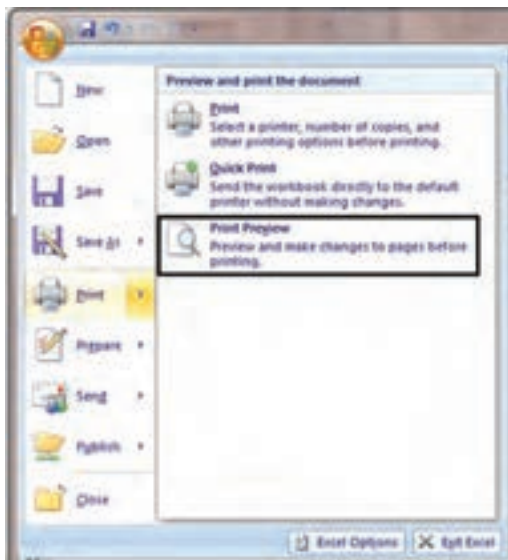 New
Open
Save
Save As
Print
Prepare
Send
Publish
Close
Preview and print the document
Print
Select a printer, number of copies, and
other printing options before printing.
Quick Print
Send the workbook directly to the default
printer without making changes.
Print Preview
Preview and make changes to pages before
printing.
Excel Options
Exit Excel